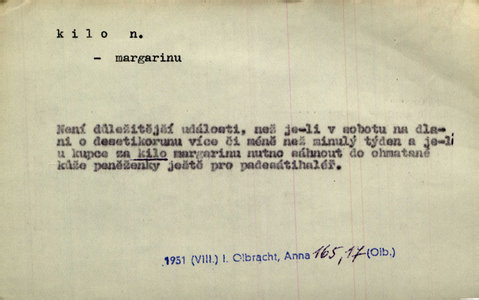 kilo n.
- margarinu
Není důležitější události, než je-li v sobotu na dla-
ni o desetikorunu více či méně než minulý týden a je-li
u kupce za kilo margarinu nutno sáhnout do ohmatané
kůže peněženky ještě pro padesátihaléř.
1951 (VIII.) I. Olbracht, Anna 165,17 (Olb.)